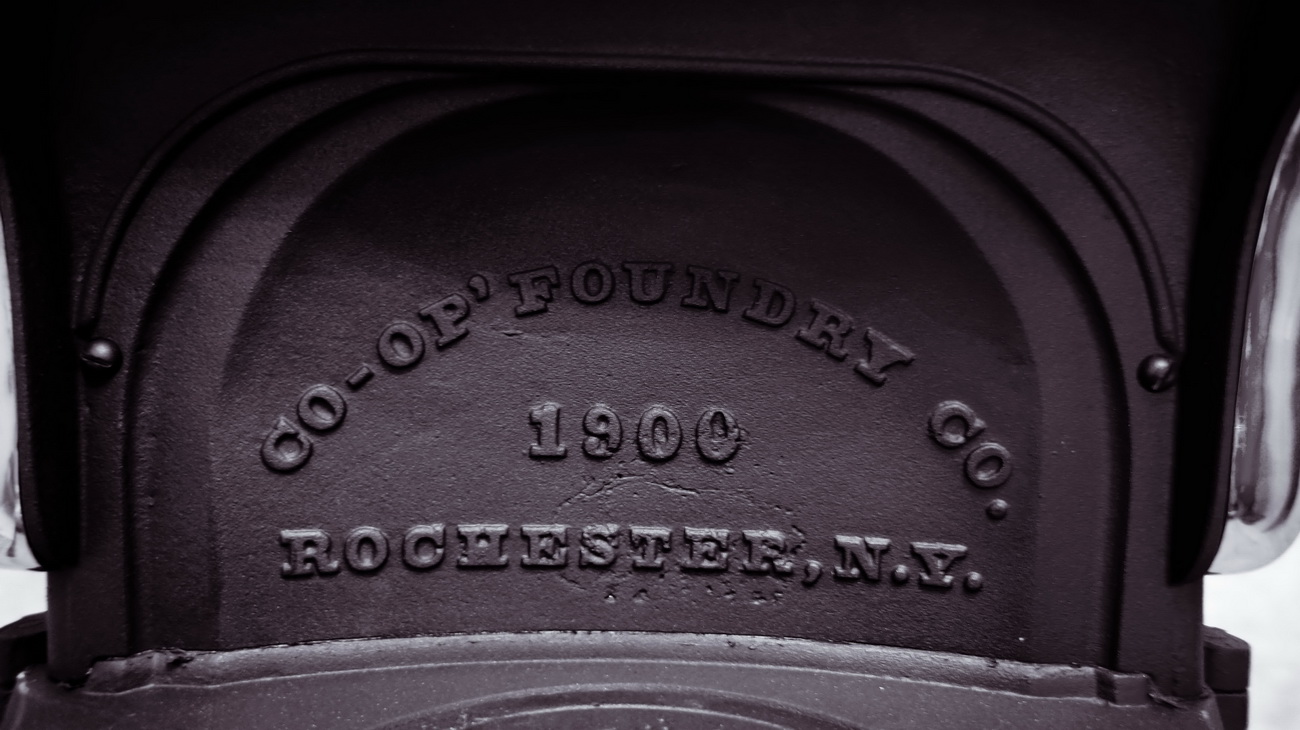 CO-OP' FOUNDRY CO.
1900
ROCHESTER, N.Y.